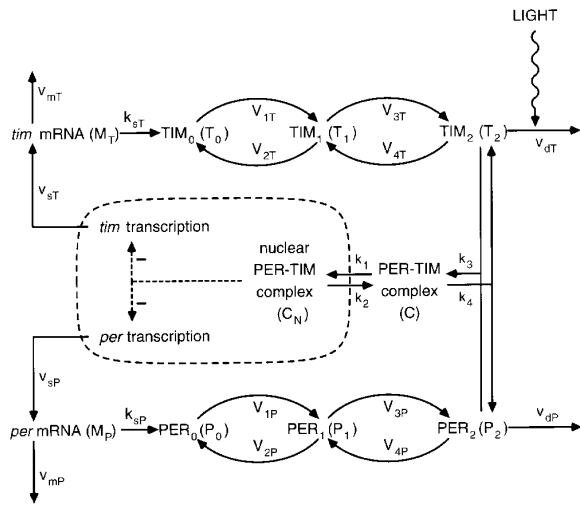 LIGHT
v_mT
k_sT
V_1T
V_3T
tim mRNA (M_T)
TIM_0 (T_0)
TIM_1 (T_1)
TIM_2 (T_2)
V_2T
V_4T
v_dT
v_sT
tim transcription
nuclear
PER-TIM
complex
(C_N)
k_1
k_2
PER-TIM
complex
(C)
k_3
k_4
per transcription
v_sP
k_sP
V_1P
V_3P
v_dP
per mRNA (M_P)
PER_0 (P_0)
PER_1 (P_1)
PER_2 (P_2)
V_2P
V_4P
v_mP